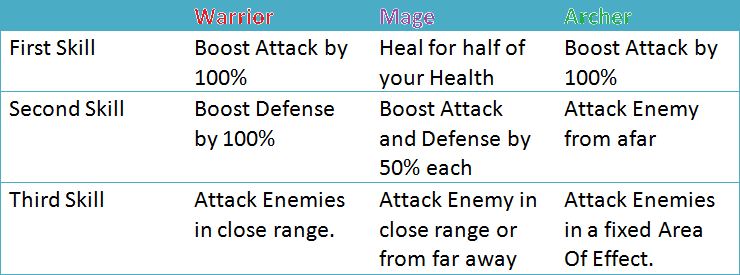 Warrior Mage Archer
First Skill Boost Attack by 100% Heal for half of your Health Boost Attack by 100%
Second Skill Boost Defense by 100% Boost Attack and Defense by 50% each Attack Enemy from afar
Third Skill Attack Enemies in close range. Attack Enemy in close range or from far away Attack Enemies in a fixed Area Of Effect.